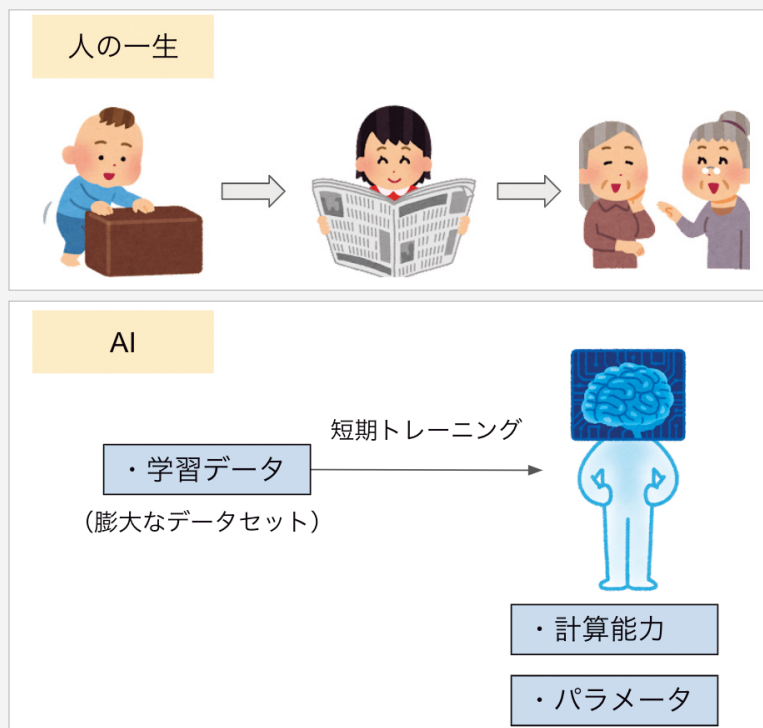 人の一生
AI
短期トレーニング
・学習データ
（膨大なデータセット）
・計算能力
・パラメータ